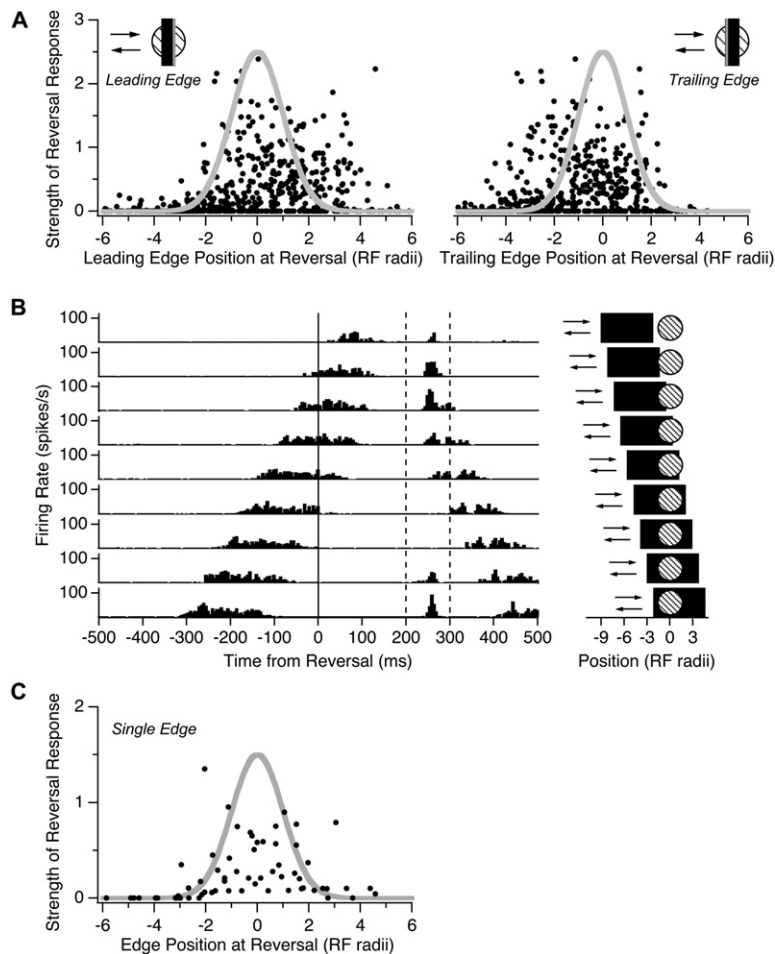 A
Leading Edge
Trailing Edge
Strength of Reversal Response
3
2
1
0
-6 -4 -2 0 2 4 6
Leading Edge Position at Reversal (RF radii)
-6 -4 -2 0 2 4 6
Trailing Edge Position at Reversal (RF radii)
B
Firing Rate (spikes/s)
100
100
100
100
100
100
100
100
100
-500 -400 -300 -200 -100 0 100 200 300 400 500
Time from Reversal (ms)
-9 -6 -3 0 3
Position (RF radii)
C
Single Edge
Strength of Reversal Response
2
1
0
-6 -4 -2 0 2 4 6
Edge Position at Reversal (RF radii)